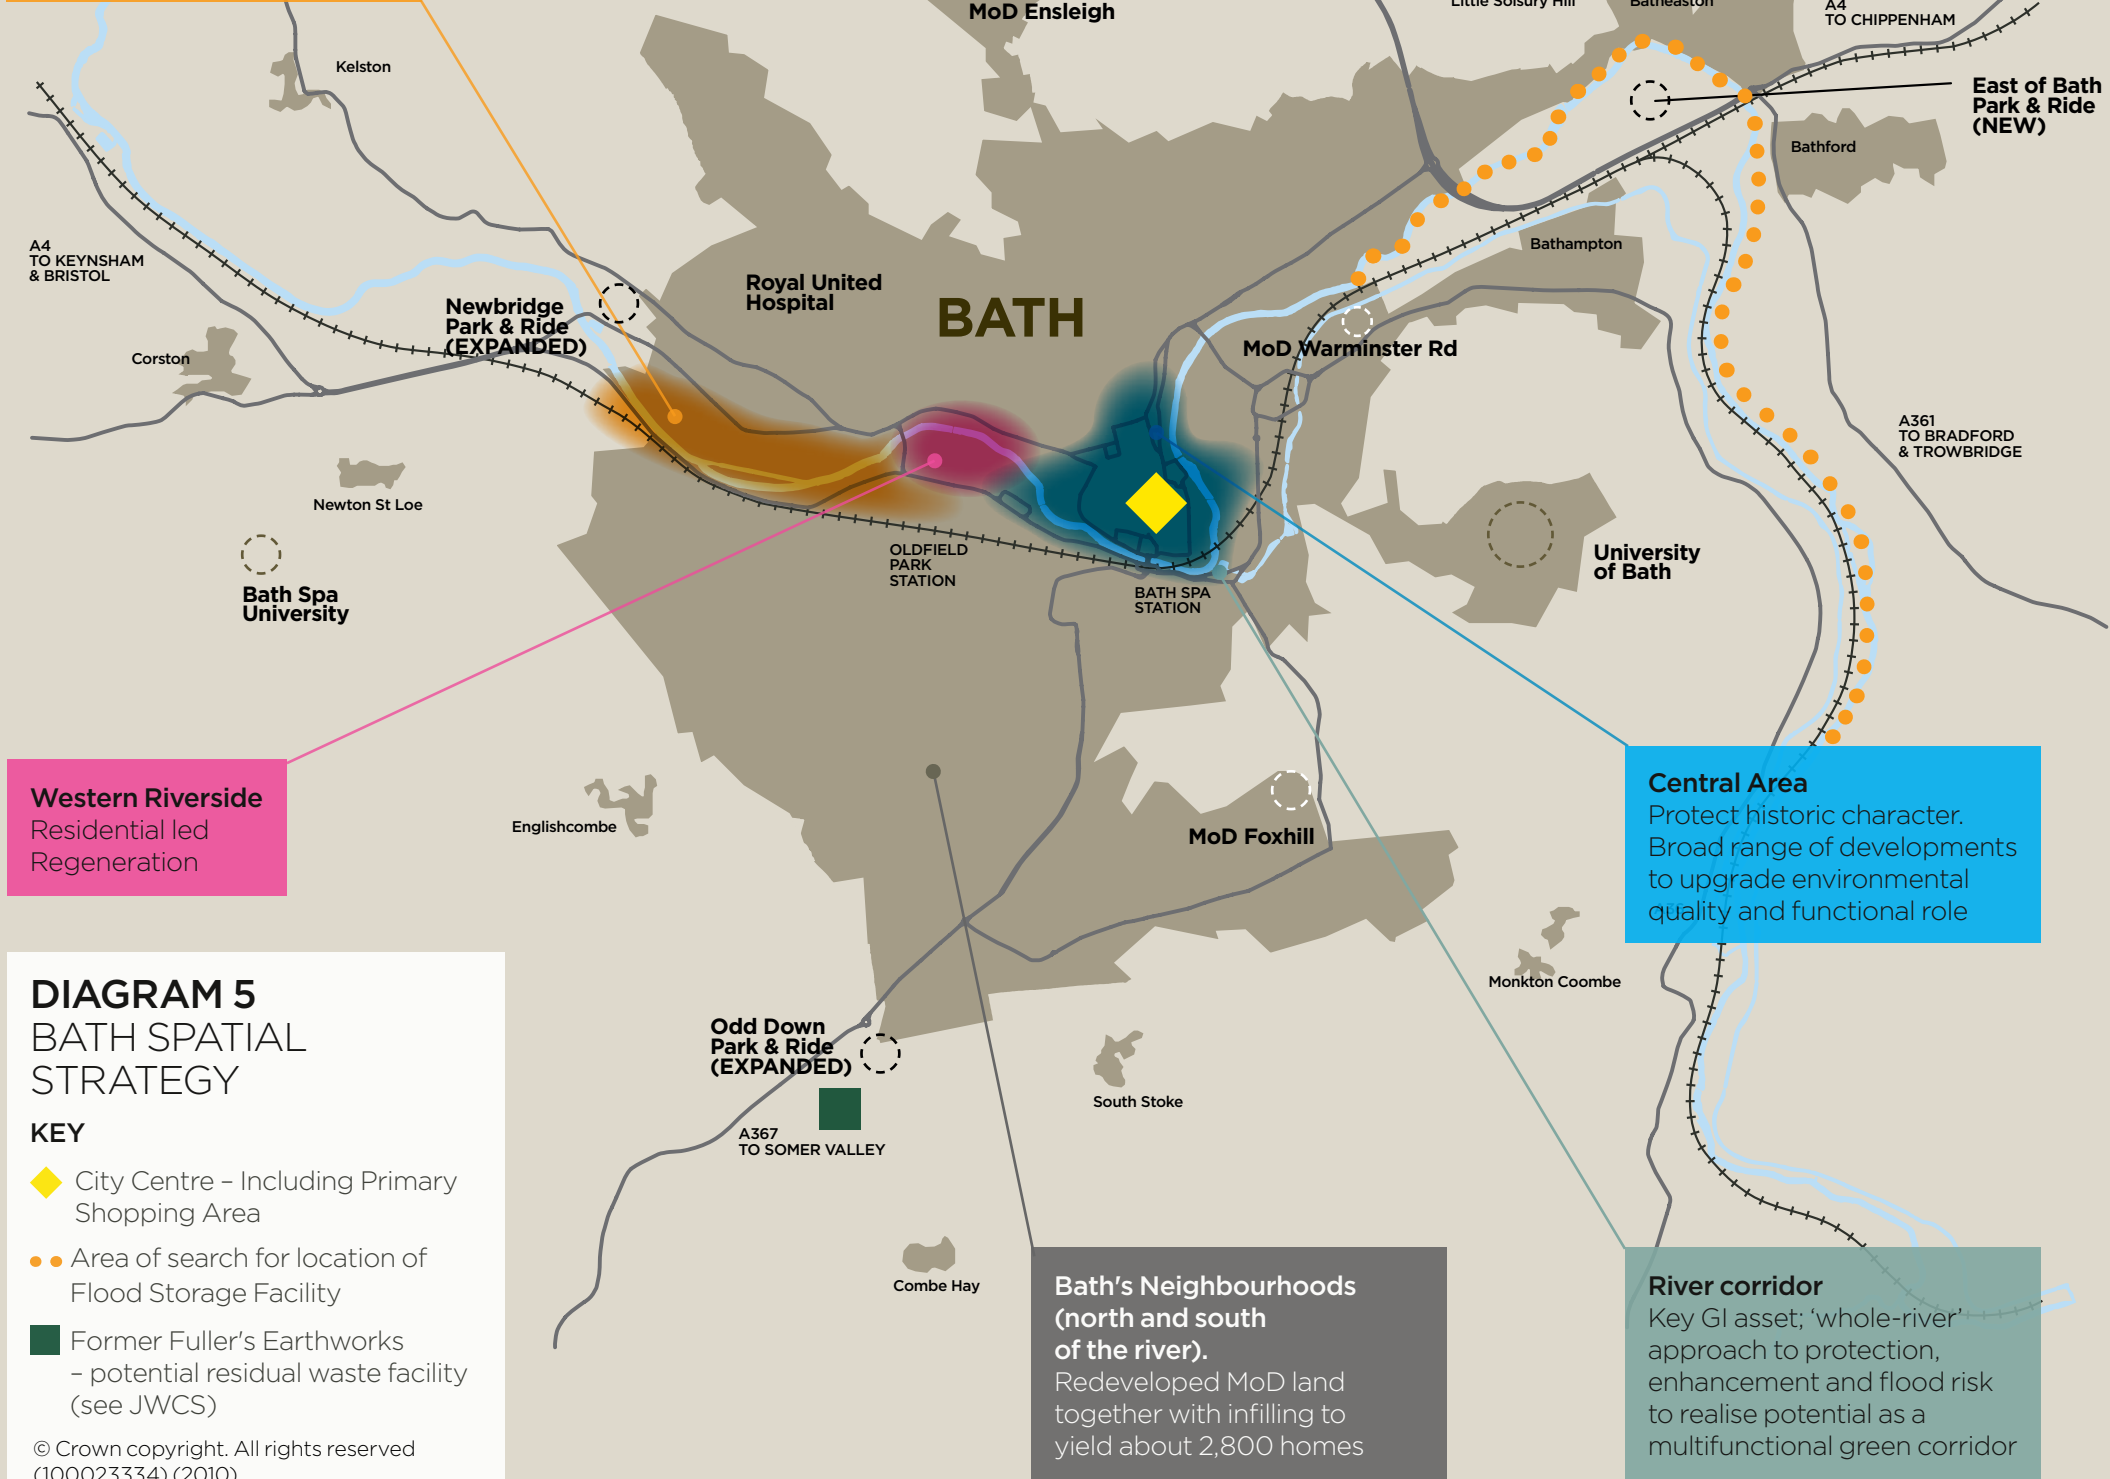 MoD Ensleigh
Little Solsury Hill
Batheaston
A4
TO CHIPPENHAM
Kelston
East of Bath
Park & Ride
(NEW)
Bathford
A4
TO KEYNSHAM
& BRISTOL
Bathampton
Newbridge
Park & Ride
(EXPANDED)
Royal United
Hospital
BATH
MoD Warminster Rd
Corston
A361
TO BRADFORD
& TROWBRIDGE
Newton St Loe
OLDFIELD
PARK
STATION
University
of Bath
Bath Spa
University
BATH SPA
STATION
Western Riverside
Residential led
Regeneration
Englishcombe
MoD Foxhill
Central Area
Protect historic character.
Broad range of developments
to upgrade environmental
quality and functional role
Monkton Coombe
Odd Down
Park & Ride
(EXPANDED)
South Stoke
A367
TO SOMER VALLEY
Combe Hay
DIAGRAM 5
BATH SPATIAL
STRATEGY
KEY
City Centre – Including Primary
Shopping Area
Area of search for location of
Flood Storage Facility
Former Fuller's Earthworks
– potential residual waste facility
(see JWCS)
© Crown copyright. All rights reserved
(100023334) (2010)
Bath's Neighbourhoods
(north and south
of the river).
Redeveloped MoD land
together with infilling to
yield about 2,800 homes
River corridor
Key GI asset; ‘whole-river’
approach to protection,
enhancement and flood risk
to realise potential as a
multifunctional green corridor